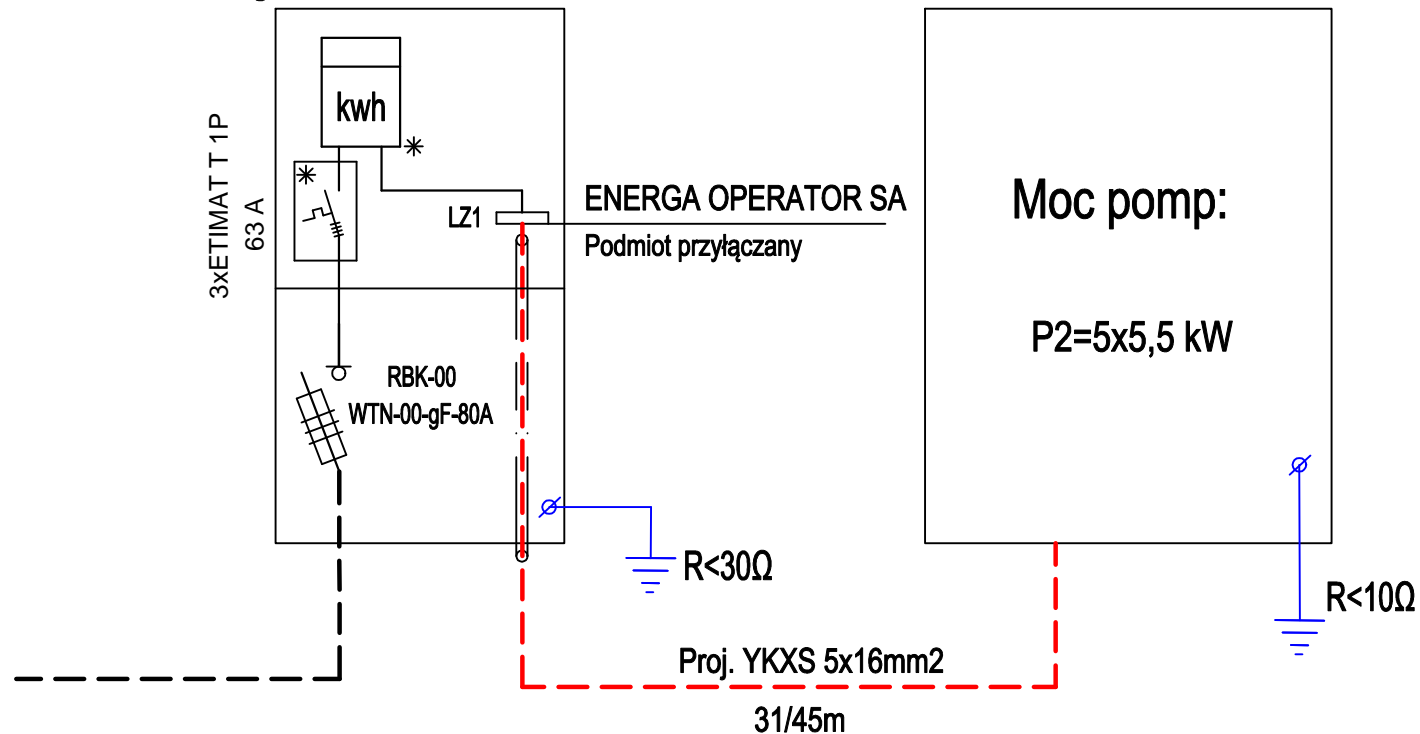 kwh
3xETIMAT T 1P
63 A
LZ1
ENERGA OPERATOR SA
Podmiot przyłączany
RBK-00
WTN-00-gF-80A
R<30Ω
Moc pomp:
P2=5x5,5 kW
R<10Ω
Proj. YKXS 5x16mm2
31/45m